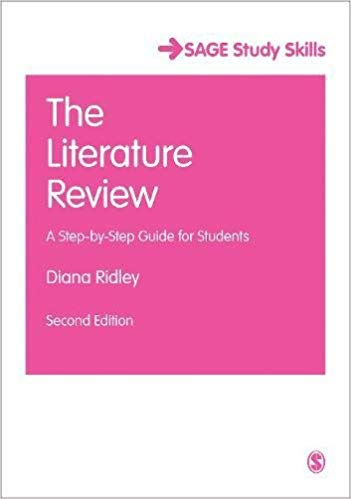 SAGE Study Skills
The
Literature
Review
A Step-by-Step Guide for Students
Diana Ridley
Second Edition